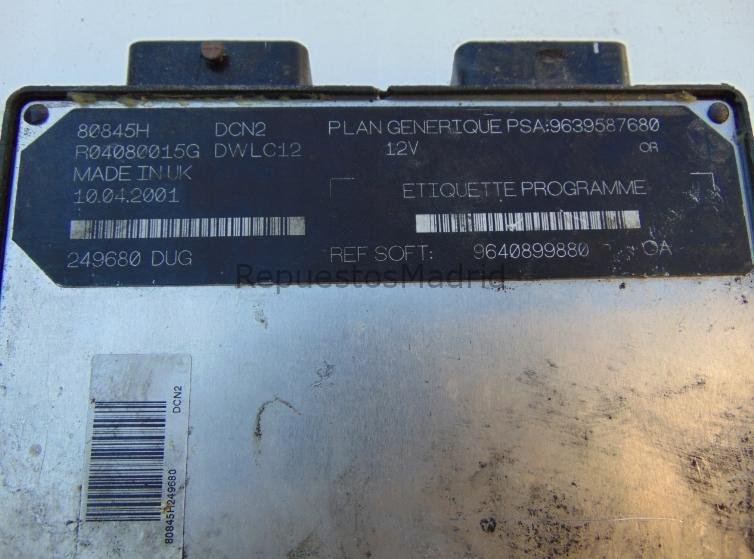 80845H DCN2 PLAN GENERIQUE PSA:9639587680
R04080015G DWLC12 12V OR
MADE IN UK
10.04.2001 ETIQUETTE PROGRAMME
249680 DUG REF SOFT: 9640899880 OA
RepuestosMadrid
DCN2
80845H249680